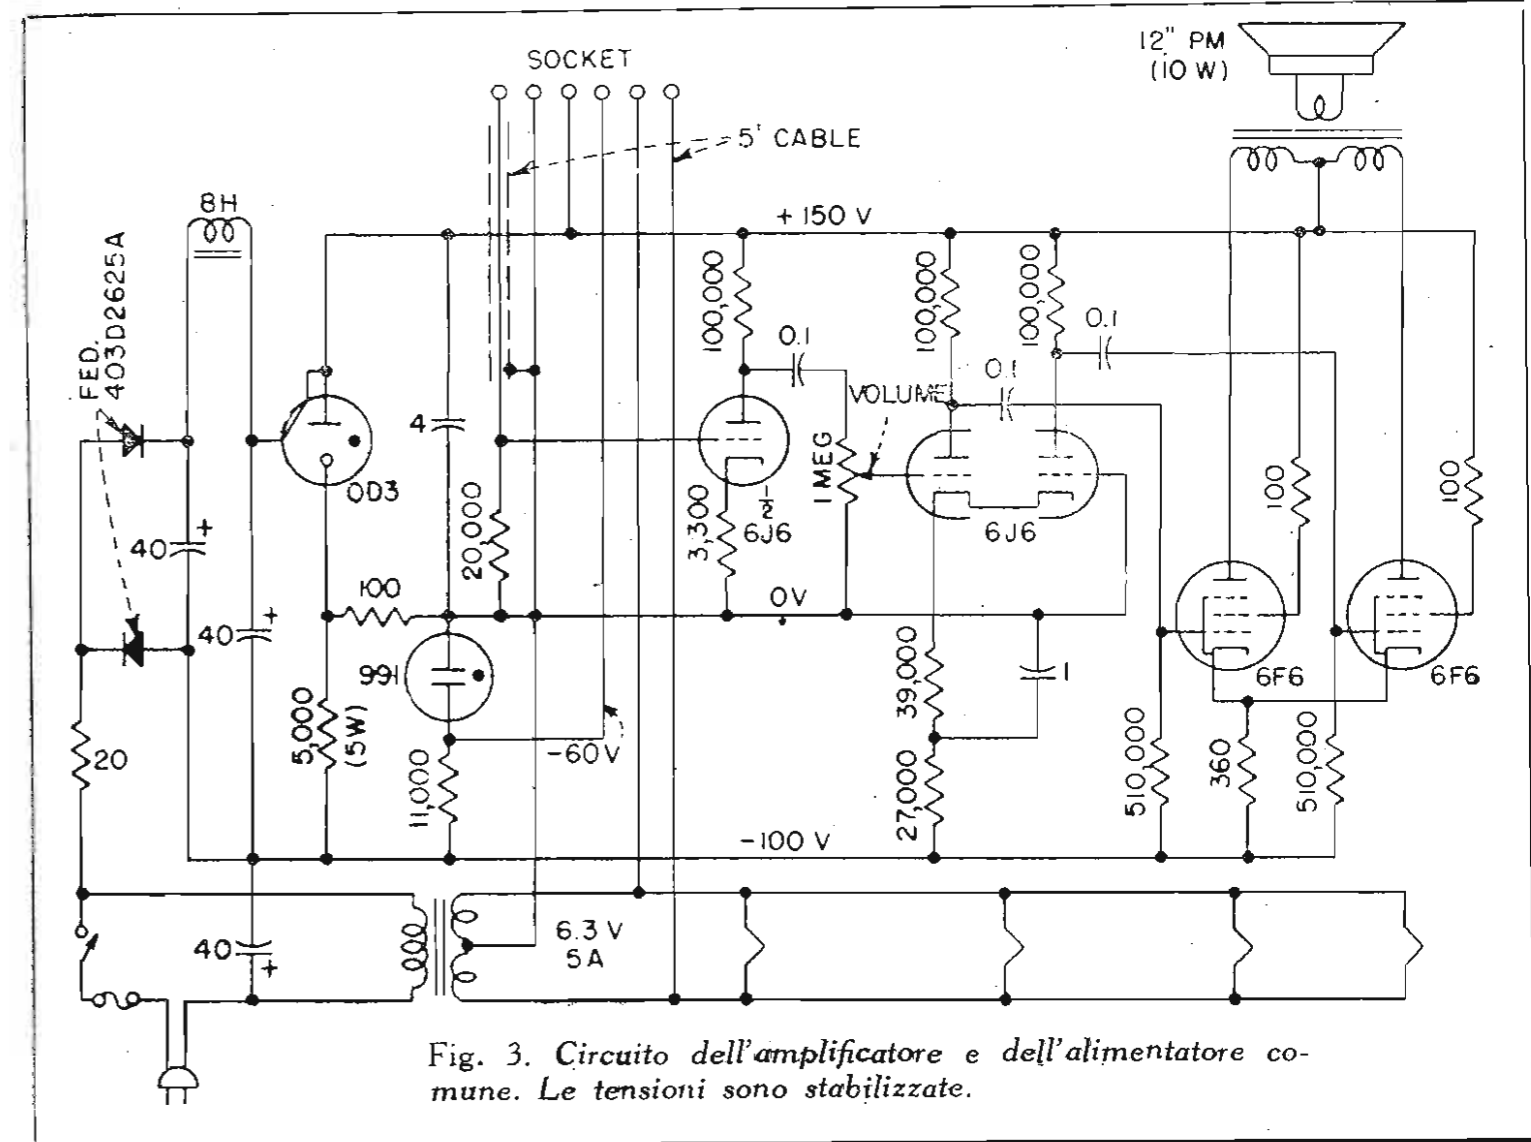 SOCKET
12" PM
(10 W)
5' CABLE
8H
+150 V
FED.
403D2625A
100,000
100,000
100,000
0.1
0.1
0.1
VOLUME
4
OD3
1 MEG
100
100
20,000
3,300
½
6J6
6J6
40
+
100
0V
40
+
991
39,000
1
6F6
6F6
20
5,000
(5W)
-60V
11,000
27,000
510,000
360
510,000
-100 V
6.3 V
5A
40
+
Fig. 3. Circuito dell'amplificatore e dell'alimentatore co-
mune. Le tensioni sono stabilizzate.